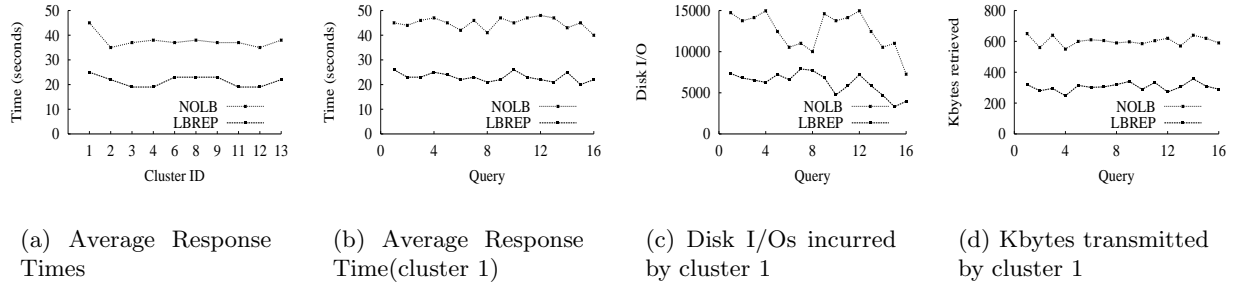 50
40
30
20
10
0
Time (seconds)
NOLB
LBREP
1 2 3 4 6 8 9 11 12 13
Cluster ID
(a) Average Response
Times
50
40
30
20
10
0
Time (seconds)
NOLB
LBREP
0 4 8 12 16
Query
(b) Average Response
Time(cluster 1)
15000
10000
5000
0
Disk I/O
NOLB
LBREP
0 4 8 12 16
Query
(c) Disk I/Os incurred
by cluster 1
800
600
400
200
0
Kbytes retrieved
NOLB
LBREP
0 4 8 12 16
Query
(d) Kbytes transmitted
by cluster 1